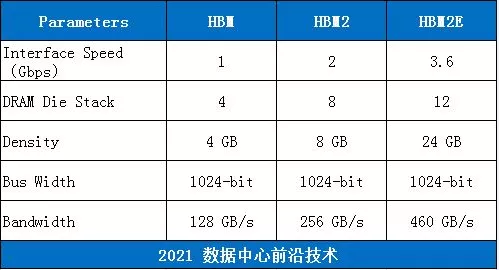 Parameters HBM HBM2 HBM2E
Interface Speed (Gbps) 1 2 3.6
DRAM Die Stack 4 8 12
Density 4 GB 8 GB 24 GB
Bus Width 1024-bit 1024-bit 1024-bit
Bandwidth 128 GB/s 256 GB/s 460 GB/s
2021 数据中心前沿技术